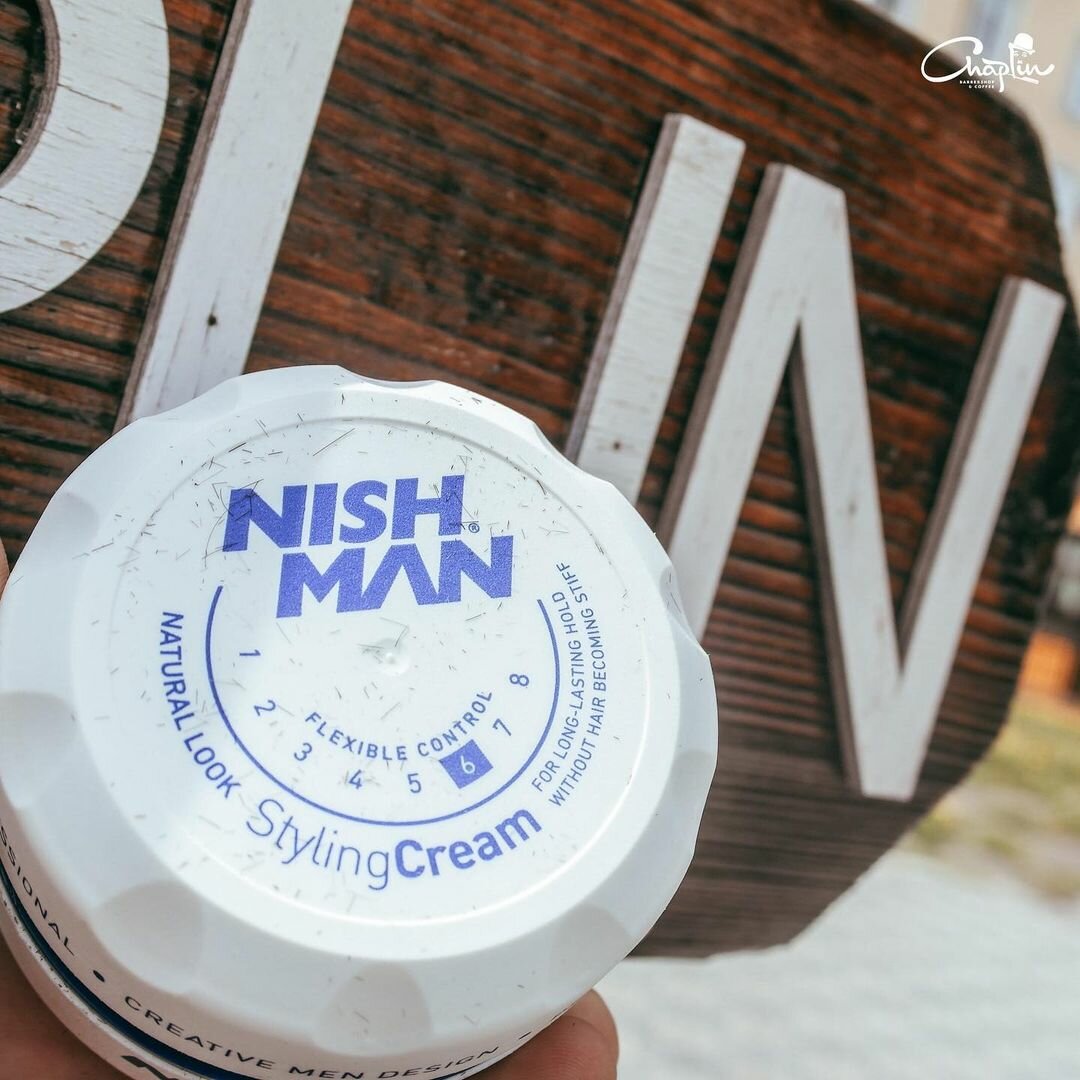 Chaplin
BARBERSHOP
& COFFEE
PLIN
NISH
MAN®
1 2 3 4 5 6 7 8
FLEXIBLE CONTROL
NATURAL LOOK
StylingCream
FOR LONG-LASTING HOLD
WITHOUT HAIR BECOMING STIFF
CREATIVE MEN DESIGN